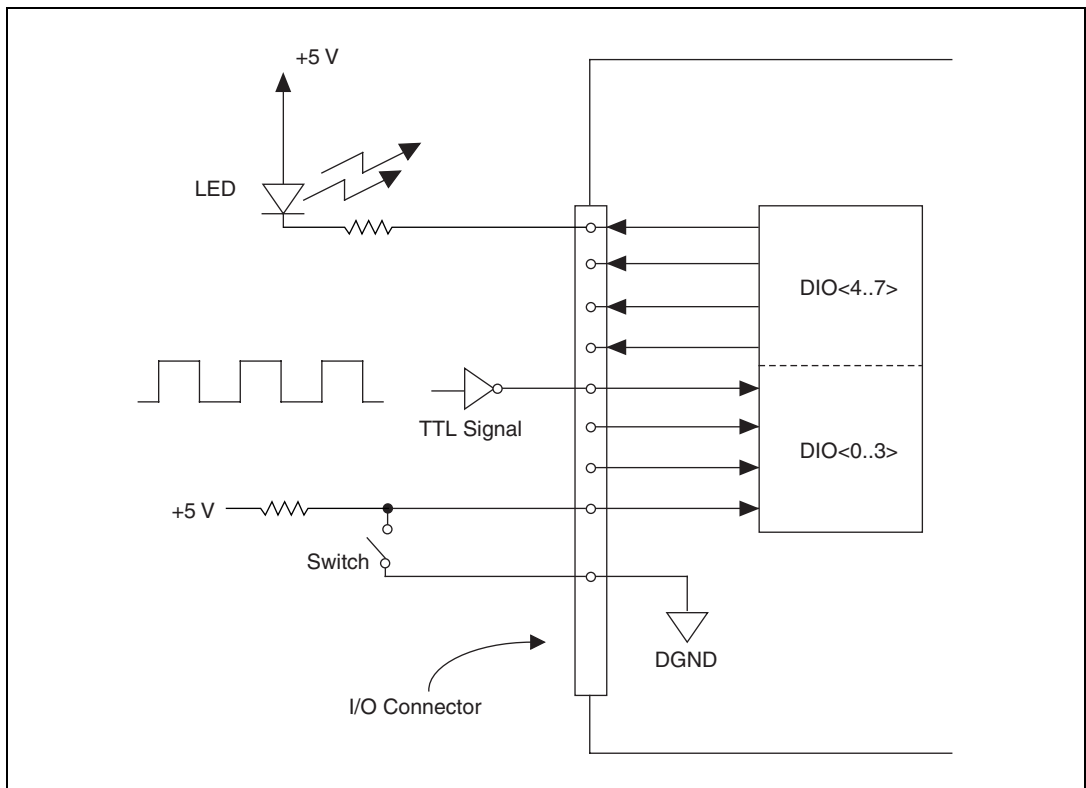 +5 V
LED
DIO<4..7>
TTL Signal
DIO<0..3>
+5 V
Switch
DGND
I/O Connector